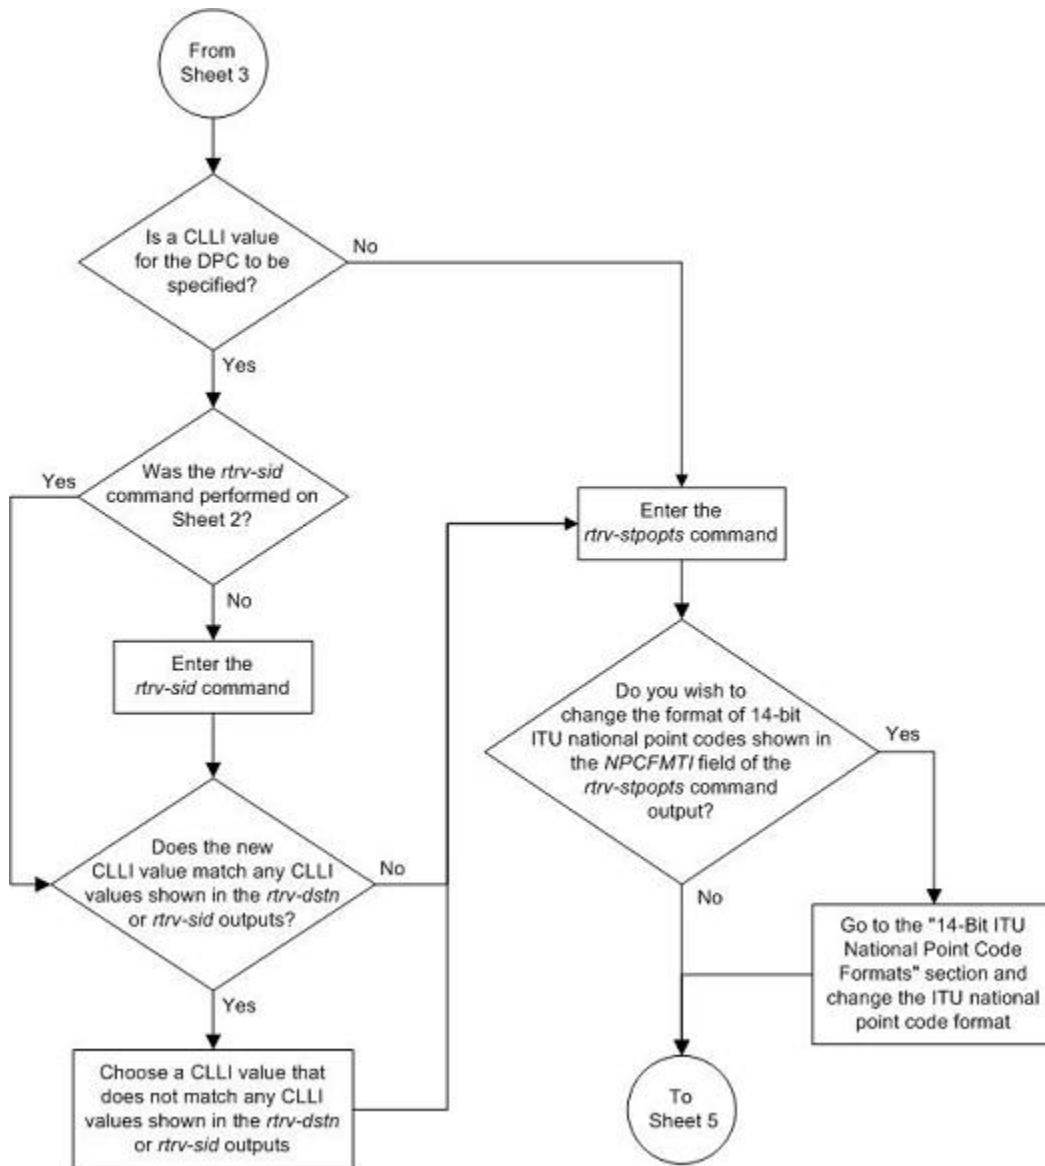 From
Sheet 3
Is a CLLI value
for the DPC to be
specified?
No
Yes
Was the rtrv-sid
command performed on
Sheet 2?
Yes
No
Enter the
rtrv-sid command
Does the new
CLLI value match any CLLI
values shown in the rtrv-dstn
or rtrv-sid outputs?
No
Yes
Choose a CLLI value that
does not match any CLLI
values shown in the rtrv-dstn
or rtrv-sid outputs
Enter the
rtrv-stpopts command
Do you wish to
change the format of 14-bit
ITU national point codes shown in
the NPCFMTI field of the
rtrv-stpopts command
output?
Yes
No
Go to the "14-Bit ITU
National Point Code
Formats" section and
change the ITU national
point code format
To
Sheet 5